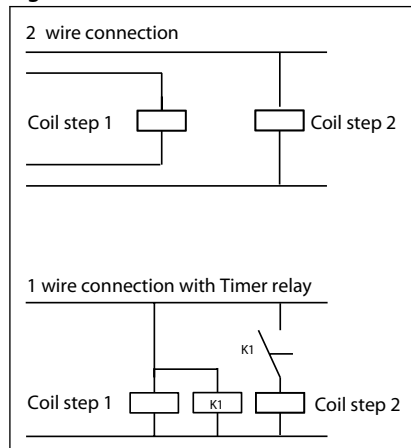 2 wire connection
Coil step 1
Coil step 2
1 wire connection with Timer relay
K1
Coil step 1
K1
Coil step 2